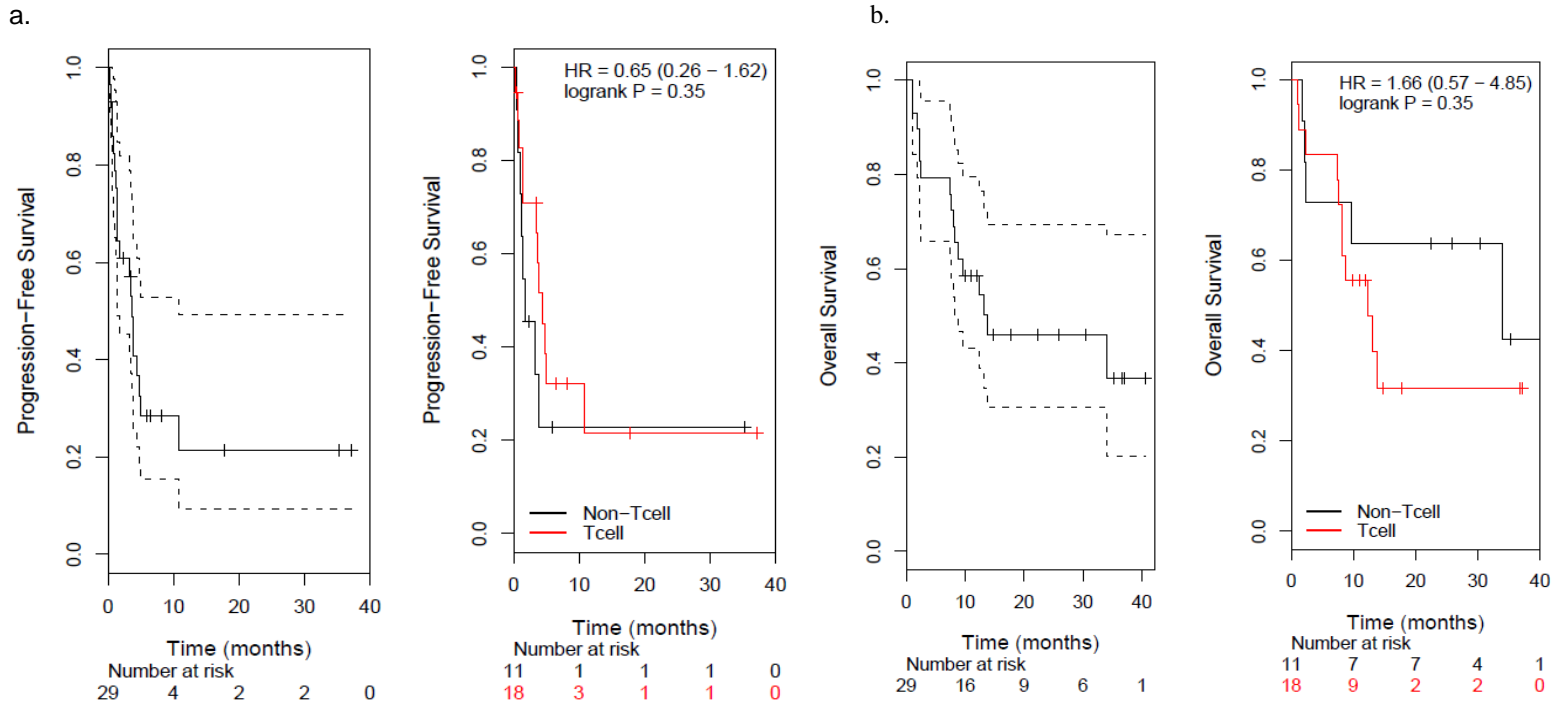 a.
Progression−Free Survival
1.0
0.8
0.6
0.4
0.2
0.0
0 10 20 30 40
Time (months)
Number at risk
29 4 2 2 0
Progression−Free Survival
1.0
0.8
0.6
0.4
0.2
0.0
HR = 0.65 (0.26 − 1.62)
logrank P = 0.35
Non−Tcell
Tcell
0 10 20 30 40
Time (months)
Number at risk
11 1 1 1 0
18 3 1 1 0
b.
Overall Survival
1.0
0.8
0.6
0.4
0.2
0.0
0 10 20 30 40
Time (months)
Number at risk
29 16 9 6 1
Overall Survival
1.0
0.8
0.6
0.4
0.2
0.0
HR = 1.66 (0.57 − 4.85)
logrank P = 0.35
Non−Tcell
Tcell
0 10 20 30 40
Time (months)
Number at risk
11 7 7 4 1
18 9 2 2 0